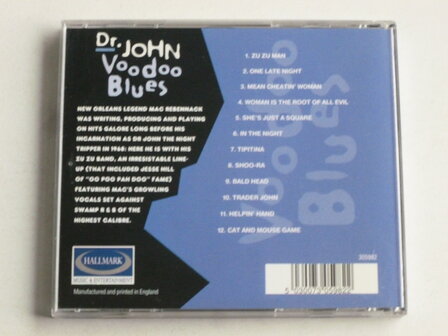 Dr. JOHN
Voodoo
Blues
NEW ORLEANS LEGEND MAC REBENNACK
WAS WRITING, PRODUCING AND PLAYING
ON HITS GALORE LONG BEFORE HIS
INCARNATION AS DR JOHN THE NIGHT
TRIPPER IN 1968: HERE HE IS WITH HIS
ZU ZU BAND, AN IRRESISTABLE LINE-
UP (THAT INCLUDED JESSE HILL
OF "OO POO PAH DOO" FAME)
FEATURING MAC'S GROWLING
VOCALS SET AGAINST
SWAMP R & B OF THE
HIGHEST CALIBRE.
HALLMARK
MUSIC & ENTERTAINMENT
Manufactured and printed in England
Voodoo
Blues
1. ZU ZU MAN
2. ONE LATE NIGHT
3. MEAN CHEATIN' WOMAN
4. WOMAN IS THE ROOT OF ALL EVIL
5. SHE'S JUST A SQUARE
6. IN THE NIGHT
7. TIPITINA
8. SHOO-RA
9. BALD HEAD
10. TRADER JOHN
11. HELPIN' HAND
12. CAT AND MOUSE GAME
305982
5 030073 059822